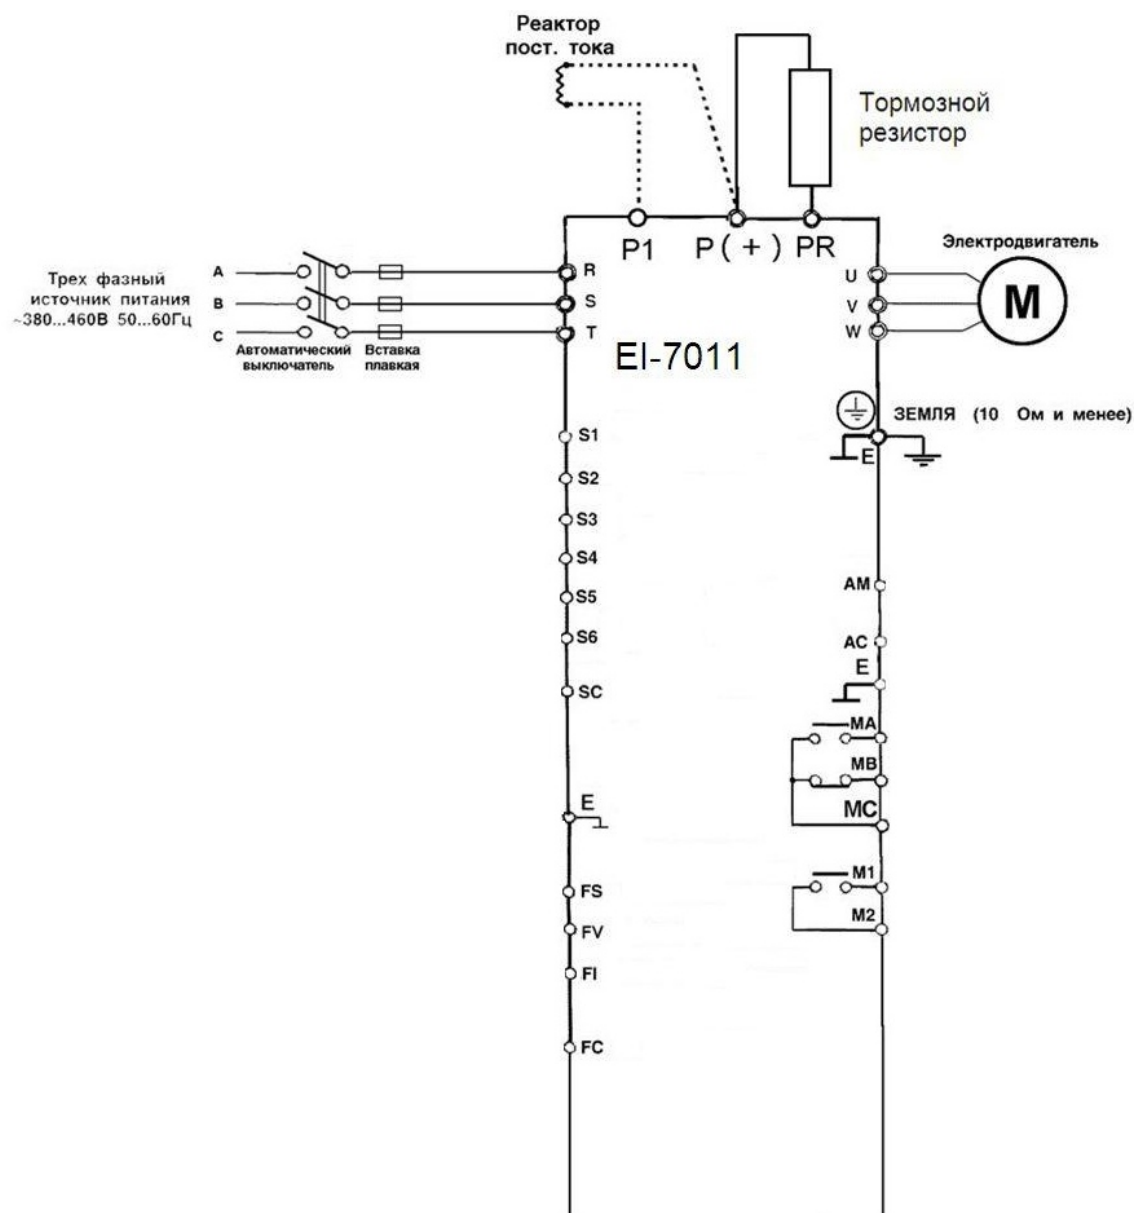 Реактор
пост. тока
Тормозной
резистор
P1
P(+)
PR
Электродвигатель
Трех фазный
источник питания
~380...460В 50...60Гц
A
B
C
Автоматический
выключатель
Вставка
плавкая
R
S
T
EI-7011
U
V
W
M
ЗЕМЛЯ (10 Ом и менее)
E
S1
S2
S3
S4
S5
S6
SC
E
FS
FV
FI
FC
AM
AC
E
MA
MB
MC
M1
M2